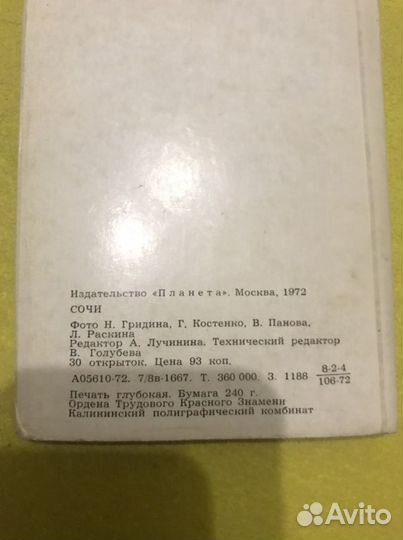 Издательство «Планета». Москва, 1972
СОЧИ
Фото Н. Гридина, Г. Костенко, В. Панова,
Л. Раскина
Редактор А. Лучинина. Технический редактор
В. Голубева
30 открыток. Цена 93 коп.
А05610-72. 7/8в-1667. Т. 360 000. З. 1188 8-2-4/106-72
Печать глубокая. Бумага 240 г.
Ордена Трудового Красного Знамени
Калининский полиграфический комбинат
Avito